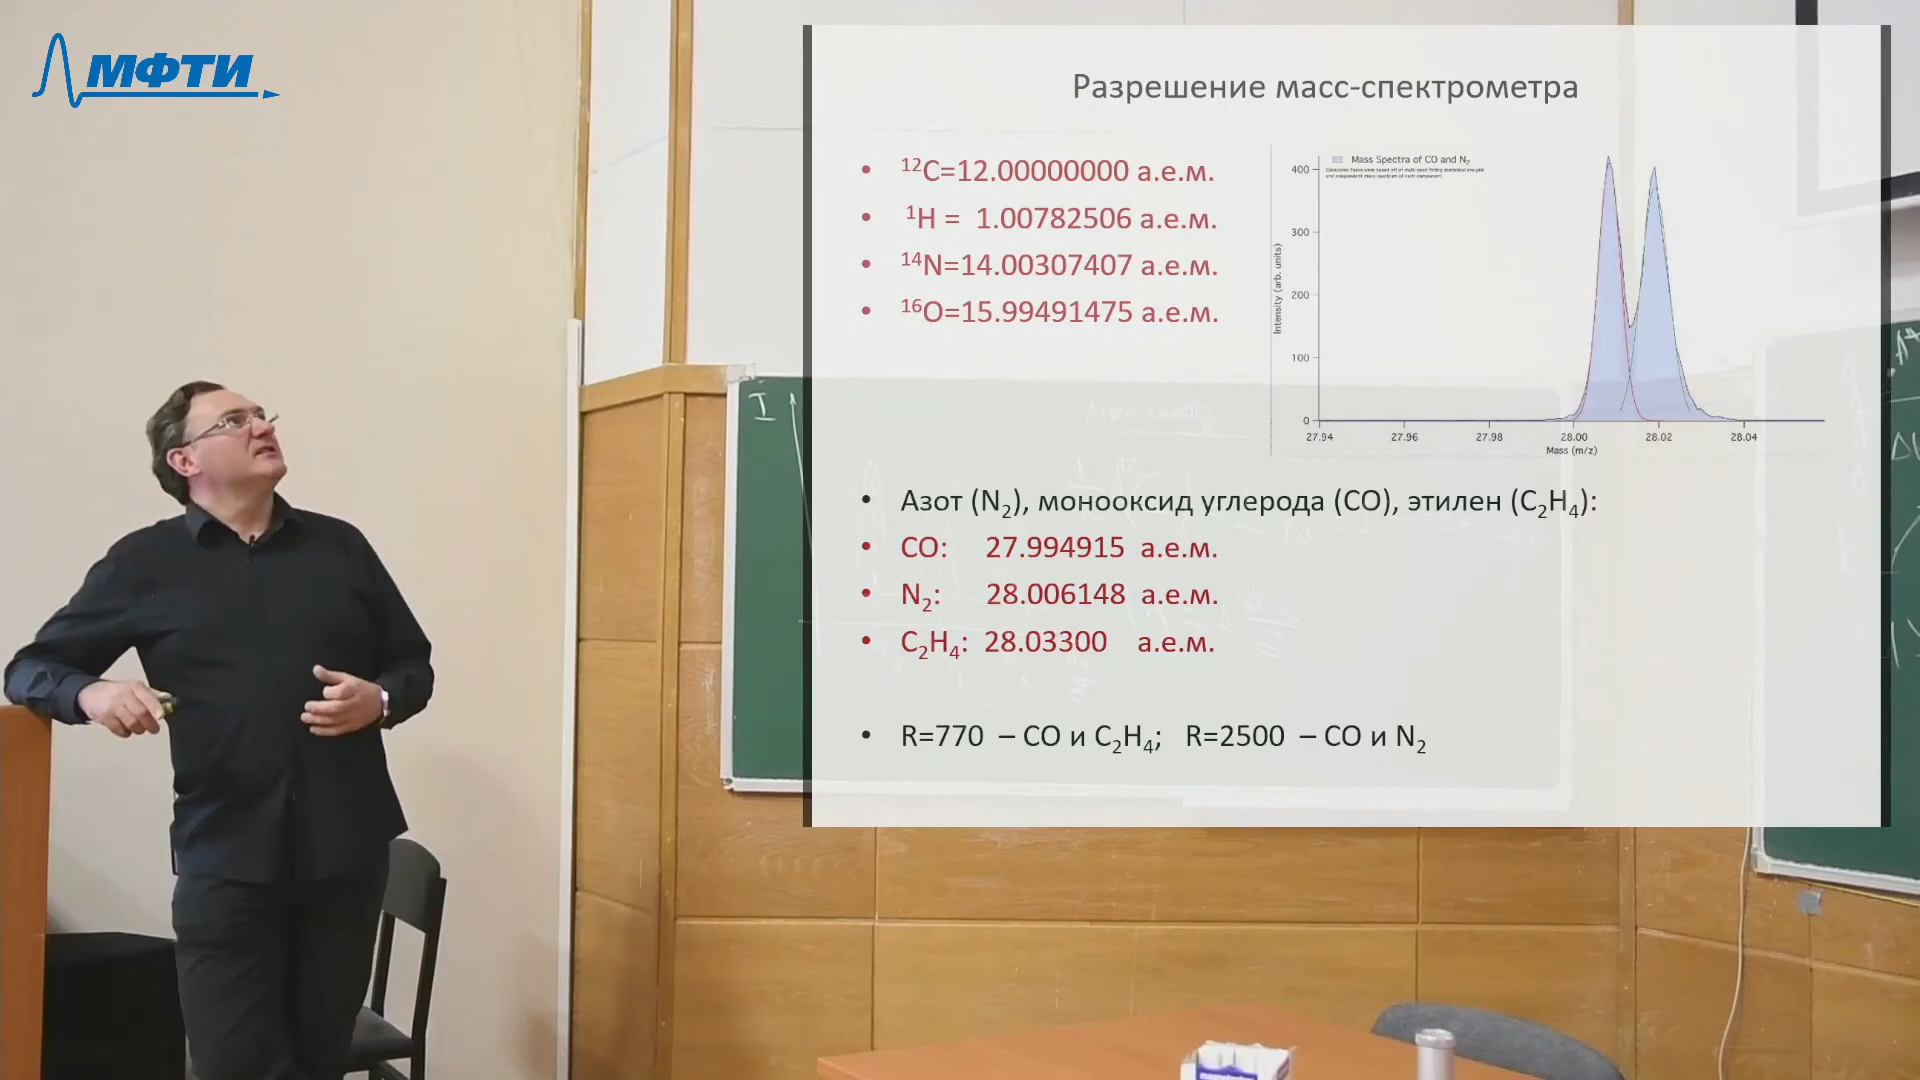 МФТИ
Разрешение масс-спектрометра
• ¹²C=12.00000000 а.е.м.
• ¹H = 1.00782506 а.е.м.
• ¹⁴N=14.00307407 а.е.м.
• ¹⁶O=15.99491475 а.е.м.
Mass Spectra of CO and N₂
400
300
200
100
0
Intensity (arb. units)
27.94 27.96 27.98 28.00 28.02 28.04
Mass (m/z)
• Азот (N₂), монооксид углерода (CO), этилен (C₂H₄):
• CO: 27.994915 а.е.м.
• N₂: 28.006148 а.е.м.
• C₂H₄: 28.03300 а.е.м.
• R=770 – CO и C₂H₄; R=2500 – CO и N₂
I